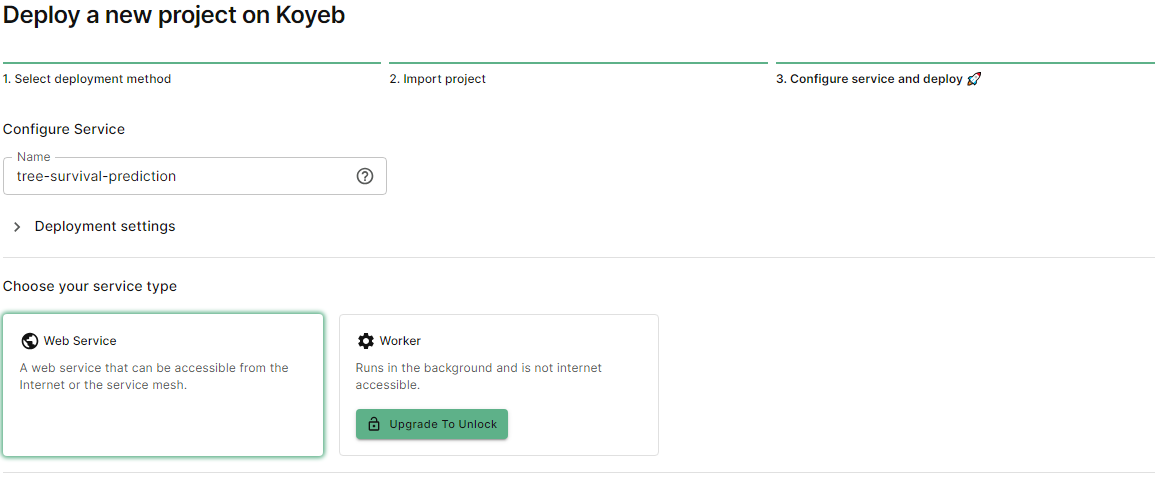 Deploy a new project on Koyeb
1. Select deployment method
2. Import project
3. Configure service and deploy 🚀
Configure Service
Name
tree-survival-prediction
Deployment settings
Choose your service type
Web Service
A web service that can be accessible from the
Internet or the service mesh.
Worker
Runs in the background and is not internet
accessible.
Upgrade To Unlock